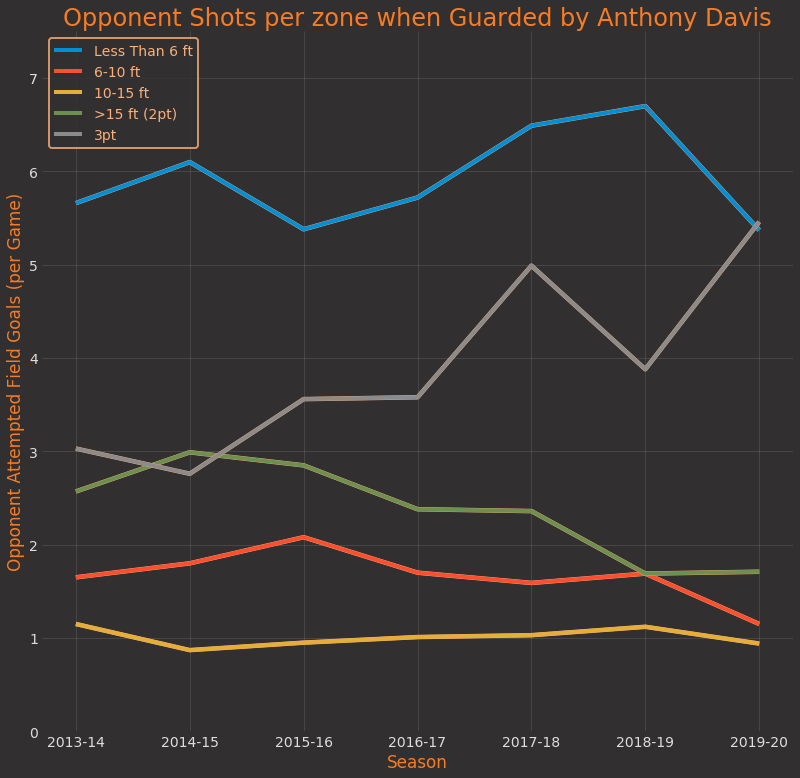 Opponent Shots per zone when Guarded by Anthony Davis
Less Than 6 ft
6-10 ft
10-15 ft
>15 ft (2pt)
3pt
Opponent Attempted Field Goals (per Game)
7
6
5
4
3
2
1
0
2013-14 2014-15 2015-16 2016-17 2017-18 2018-19 2019-20
Season